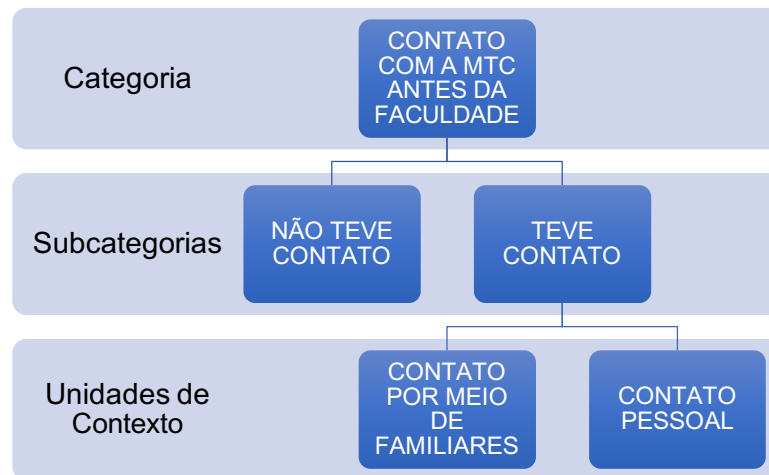 Categoria
CONTATO
COM A MTC
ANTES DA
FACULDADE
Subcategorias
NÃO TEVE
CONTATO
TEVE
CONTATO
Unidades de
Contexto
CONTATO
POR MEIO
DE
FAMILIARES
CONTATO
PESSOAL